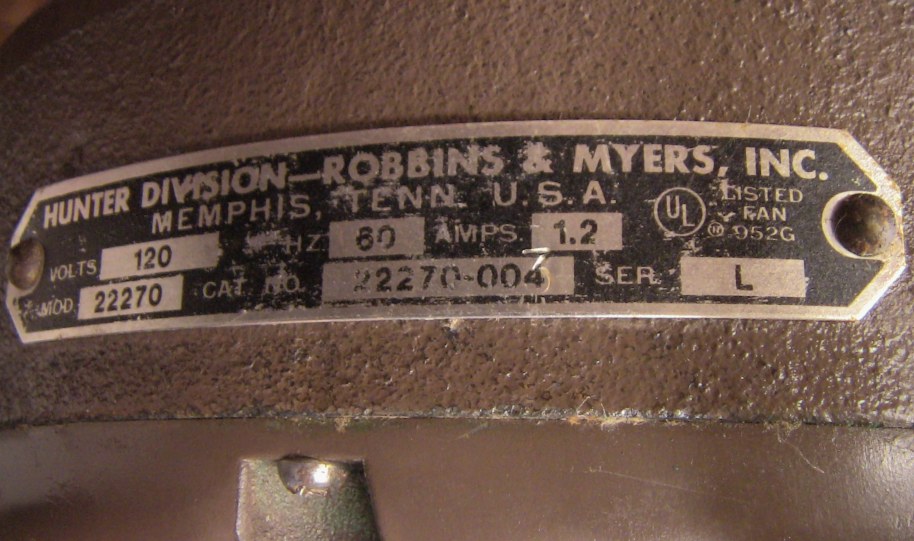 HUNTER DIVISION—ROBBINS & MYERS, INC.
MEMPHIS, TENN. U.S.A.
VOLTS 120 HZ 60 AMPS 1.2
MOD. 22270 CAT. NO. 22270-004 SER. L
UL ® LISTED
FAN
952G